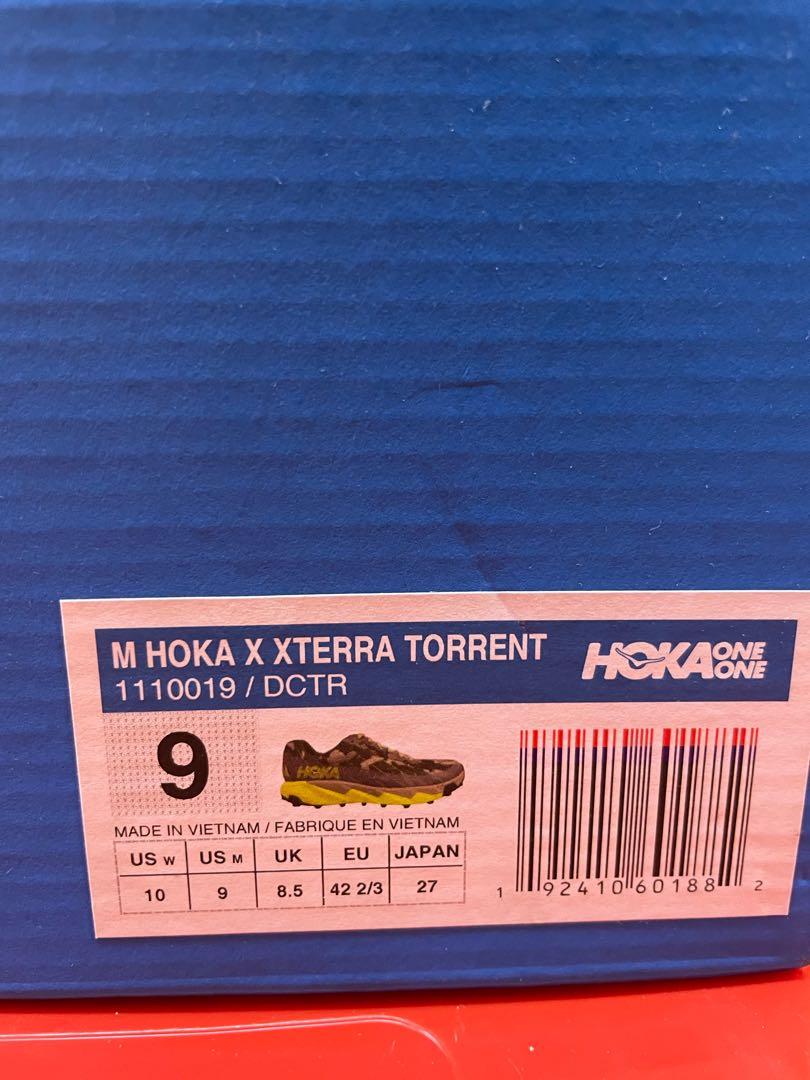 M HOKA X XTERRA TORRENT
1110019 / DCTR
HOKA ONE ONE
9
HOKA
MADE IN VIETNAM / FABRIQUE EN VIETNAM
US W US M UK EU JAPAN
10 9 8.5 42 2/3 27
1 92410 60188 2